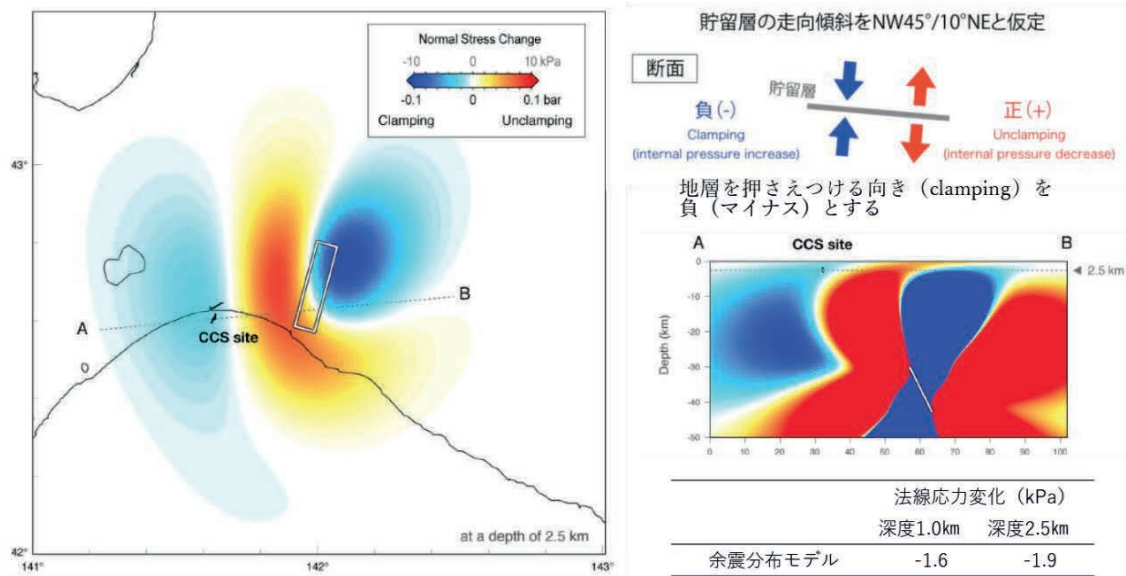 Normal Stress Change
-10 0 10 kPa
-0.1 0 0.1 bar
Clamping Unclamping
43°
A
B
CCS site
at a depth of 2.5 km
42°
141° 142° 143°
貯留層の走向傾斜をNW45°/10°NEと仮定
断面
貯留層
負(-)
Clamping
(internal pressure increase)
正(+)
Unclamping
(internal pressure decrease)
地層を押さえつける向き(clamping)を
負(マイナス)とする
A CCS site B
2.5 km
Depth (km)
0
-10
-20
-30
-40
-50
0 10 20 30 40 50 60 70 80 90 100
法線応力変化(kPa)
深度1.0km 深度2.5km
余震分布モデル -1.6 -1.9